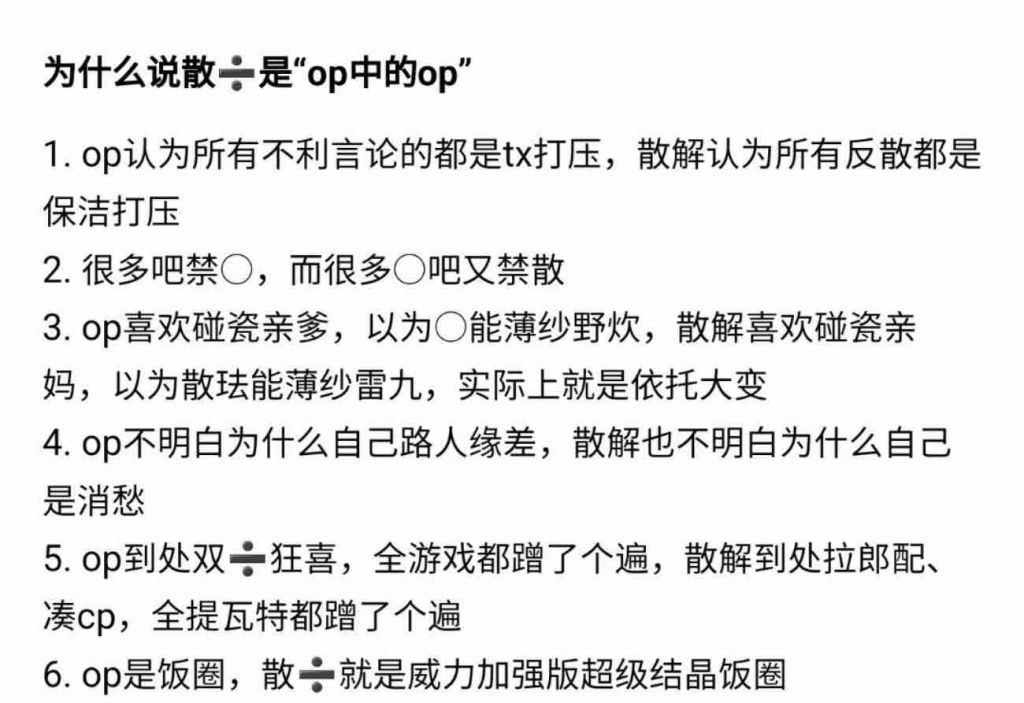 为什么说散➗是“op中的op”
1. op认为所有不利言论的都是tx打压，散解认为所有反散都是
保洁打压
2. 很多吧禁○，而很多○吧又禁散
3. op喜欢碰瓷亲爹，以为○能薄纱野炊，散解喜欢碰瓷亲
妈，以为散珐能薄纱雷九，实际上就是依托大变
4. op不明白为什么自己路人缘差，散解也不明白为什么自己
是消愁
5. op到处双➗狂喜，全游戏都蹭了个遍，散解到处拉郎配、
凑cp，全提瓦特都蹭了个遍
6. op是饭圈，散➗就是威力加强版超级结晶饭圈